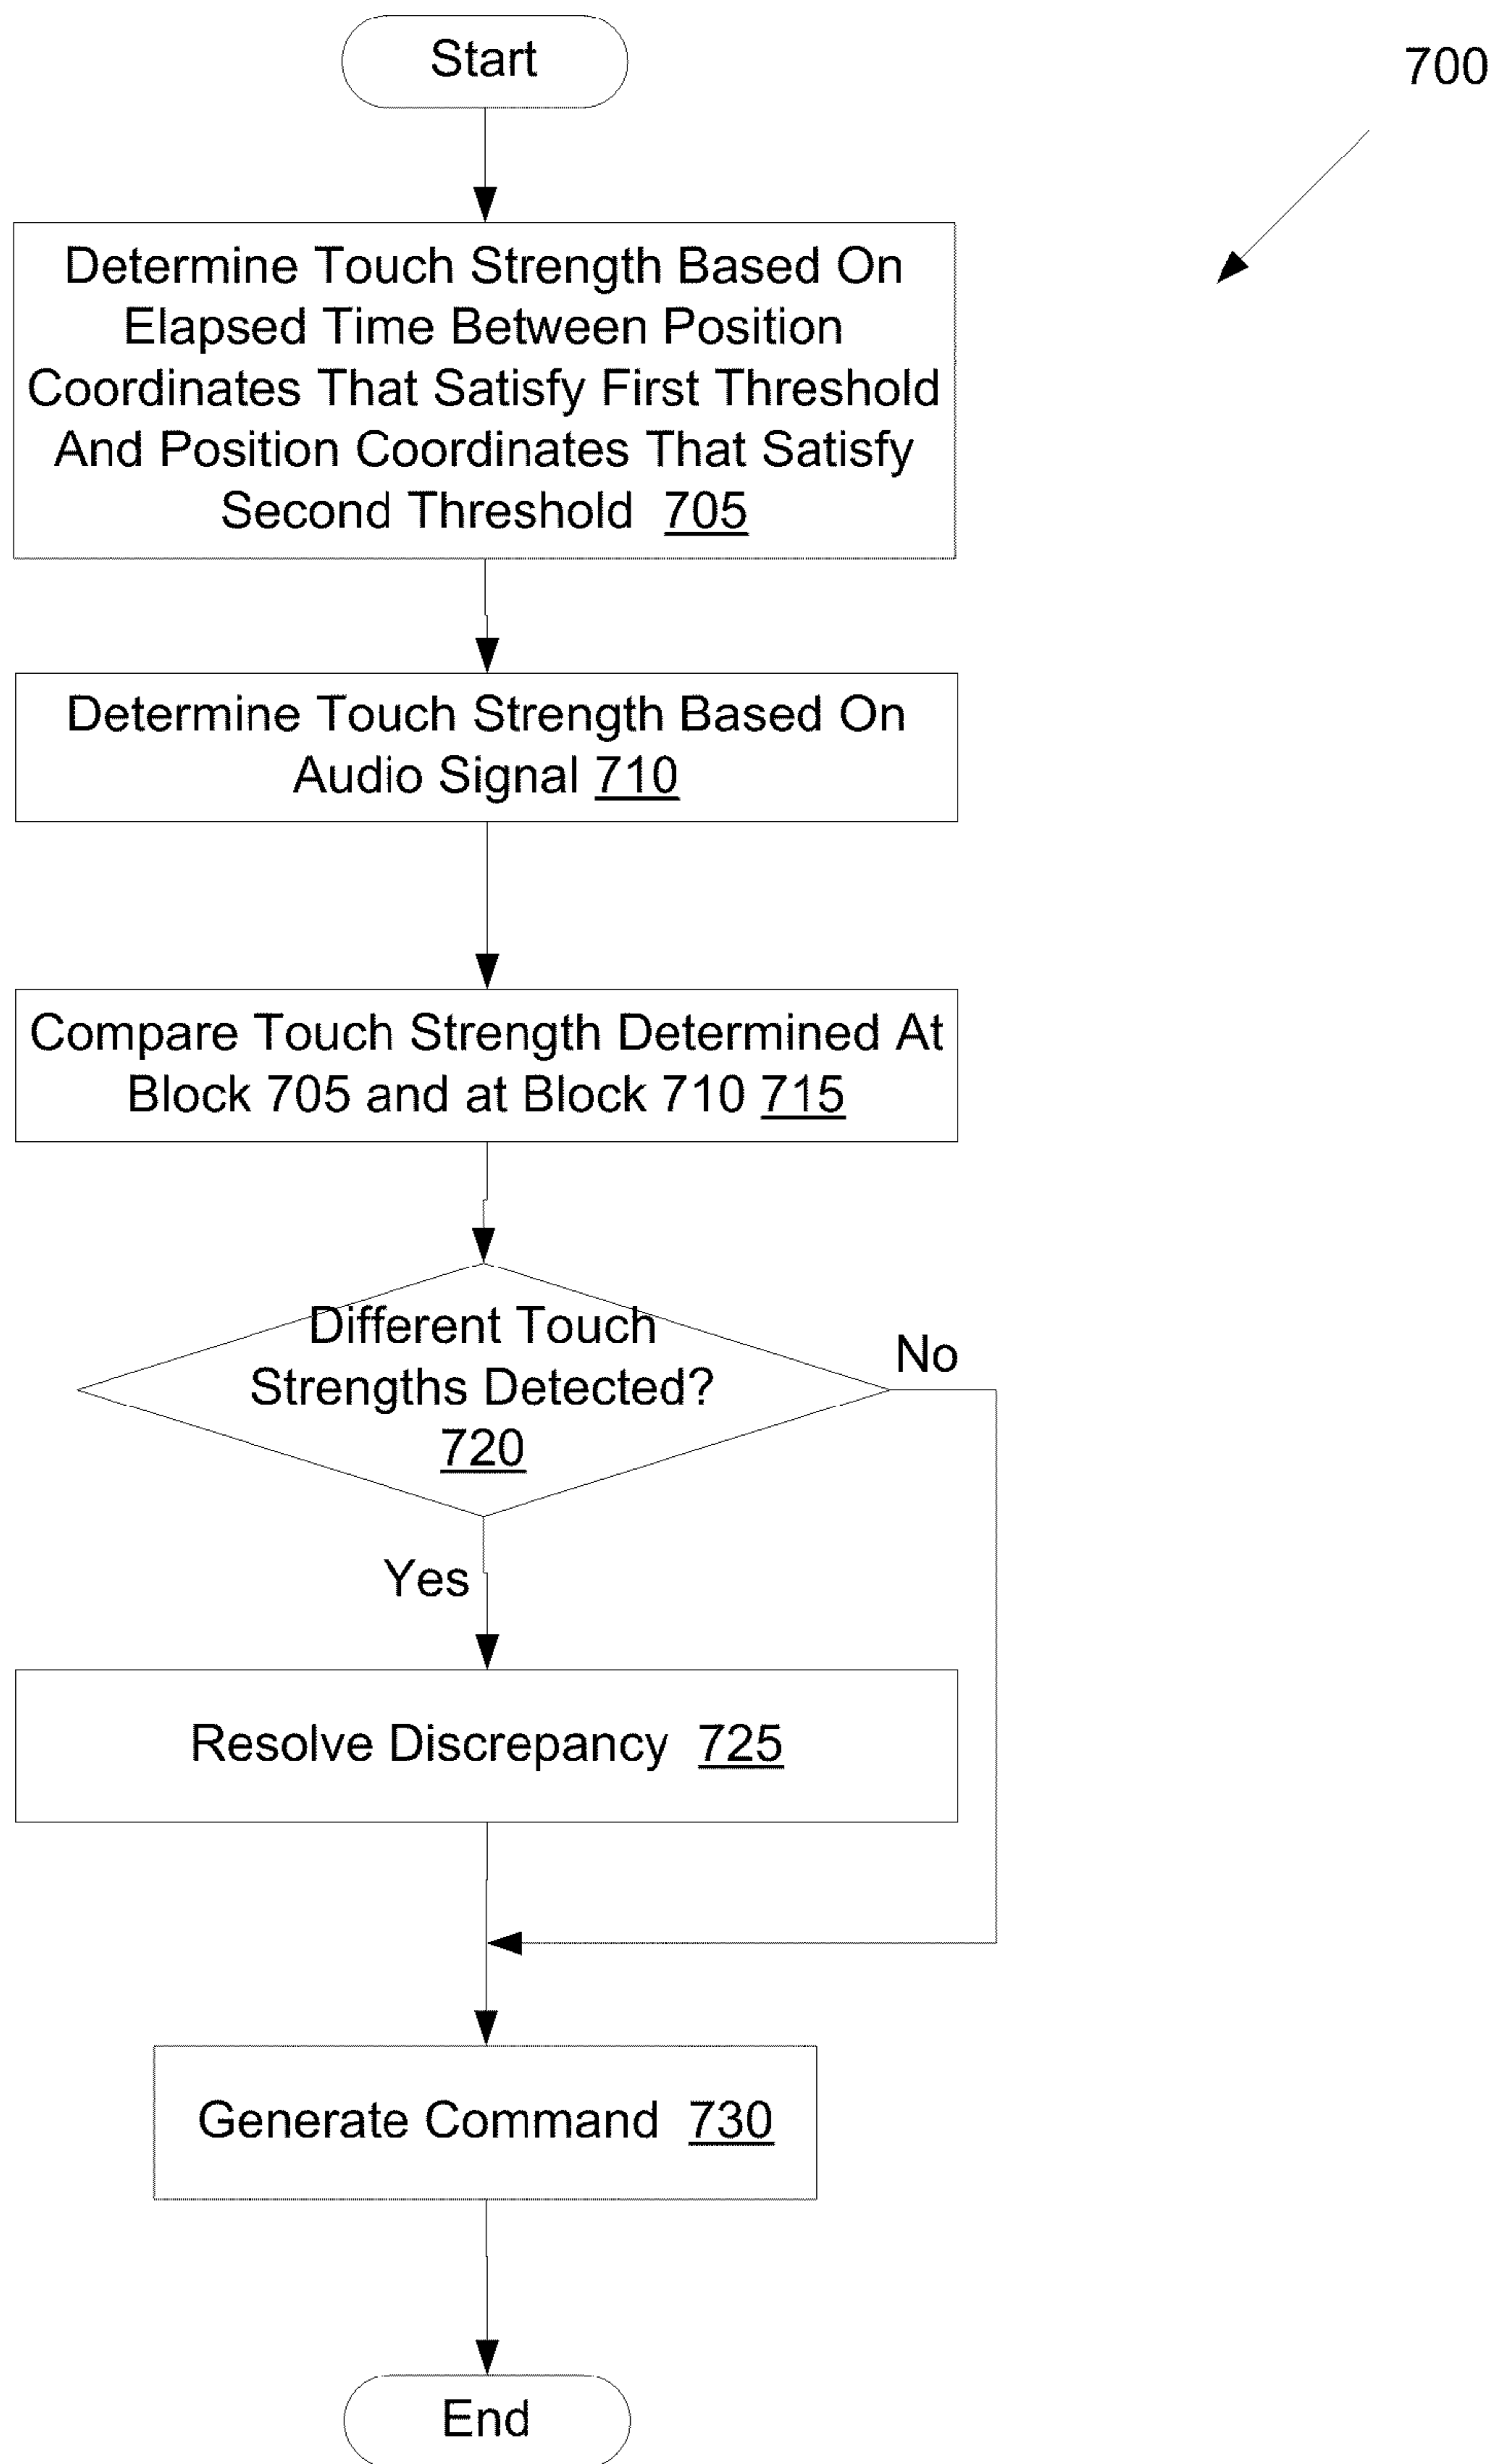 Start
700
Determine Touch Strength Based On
Elapsed Time Between Position
Coordinates That Satisfy First Threshold
And Position Coordinates That Satisfy
Second Threshold 705
Determine Touch Strength Based On
Audio Signal 710
Compare Touch Strength Determined At
Block 705 and at Block 710 715
Different Touch
Strengths Detected?
720
No
Yes
Resolve Discrepancy 725
Generate Command 730
End